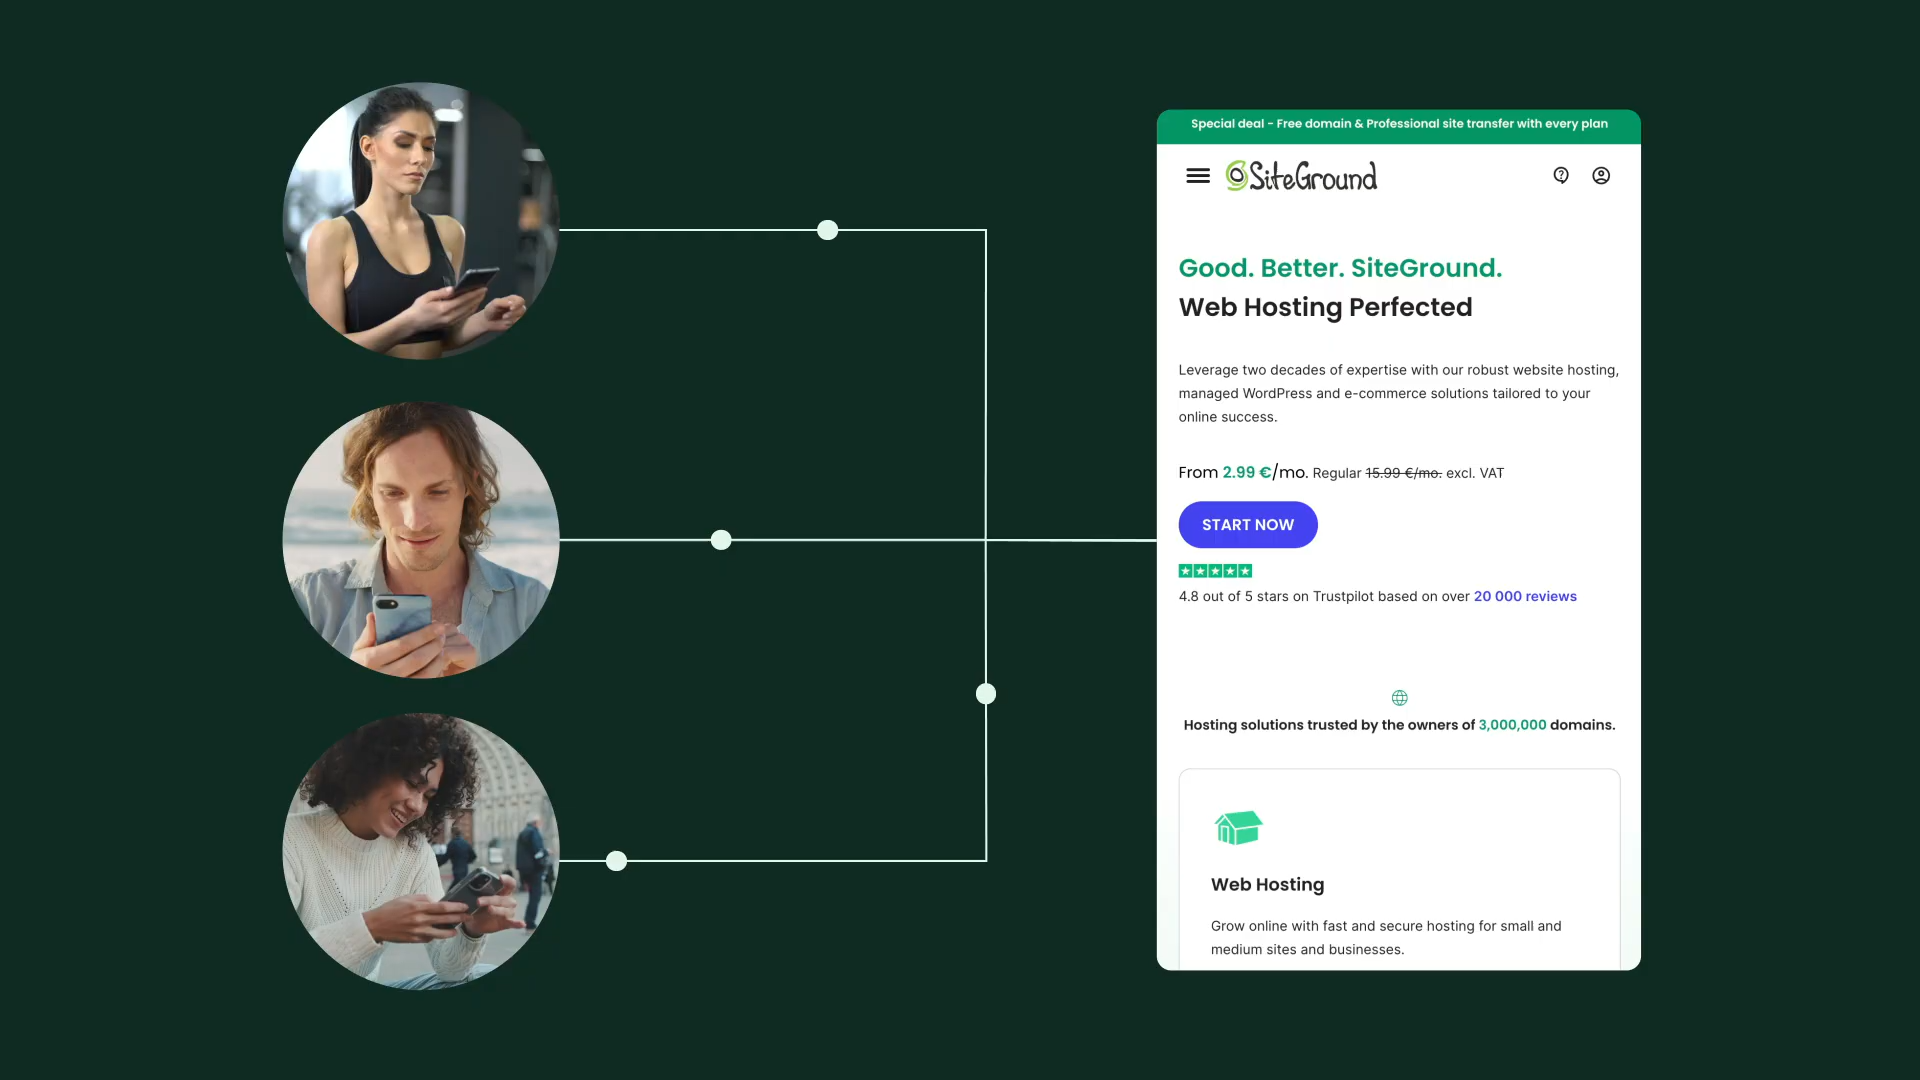 Special deal - Free domain & Professional site transfer with every plan
SiteGround
Good. Better. SiteGround.
Web Hosting Perfected
Leverage two decades of expertise with our robust website hosting,
managed WordPress and e-commerce solutions tailored to your
online success.
From 2.99 €/mo. Regular 15.99 €/mo. excl. VAT
START NOW
4.8 out of 5 stars on Trustpilot based on over 20 000 reviews
Hosting solutions trusted by the owners of 3,000,000 domains.
Web Hosting
Grow online with fast and secure hosting for small and
medium sites and businesses.